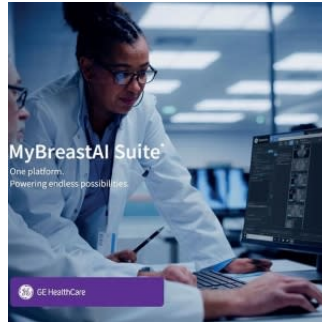 MyBreastAI Suite*
One platform.
Powering endless possibilities.
GE HealthCare